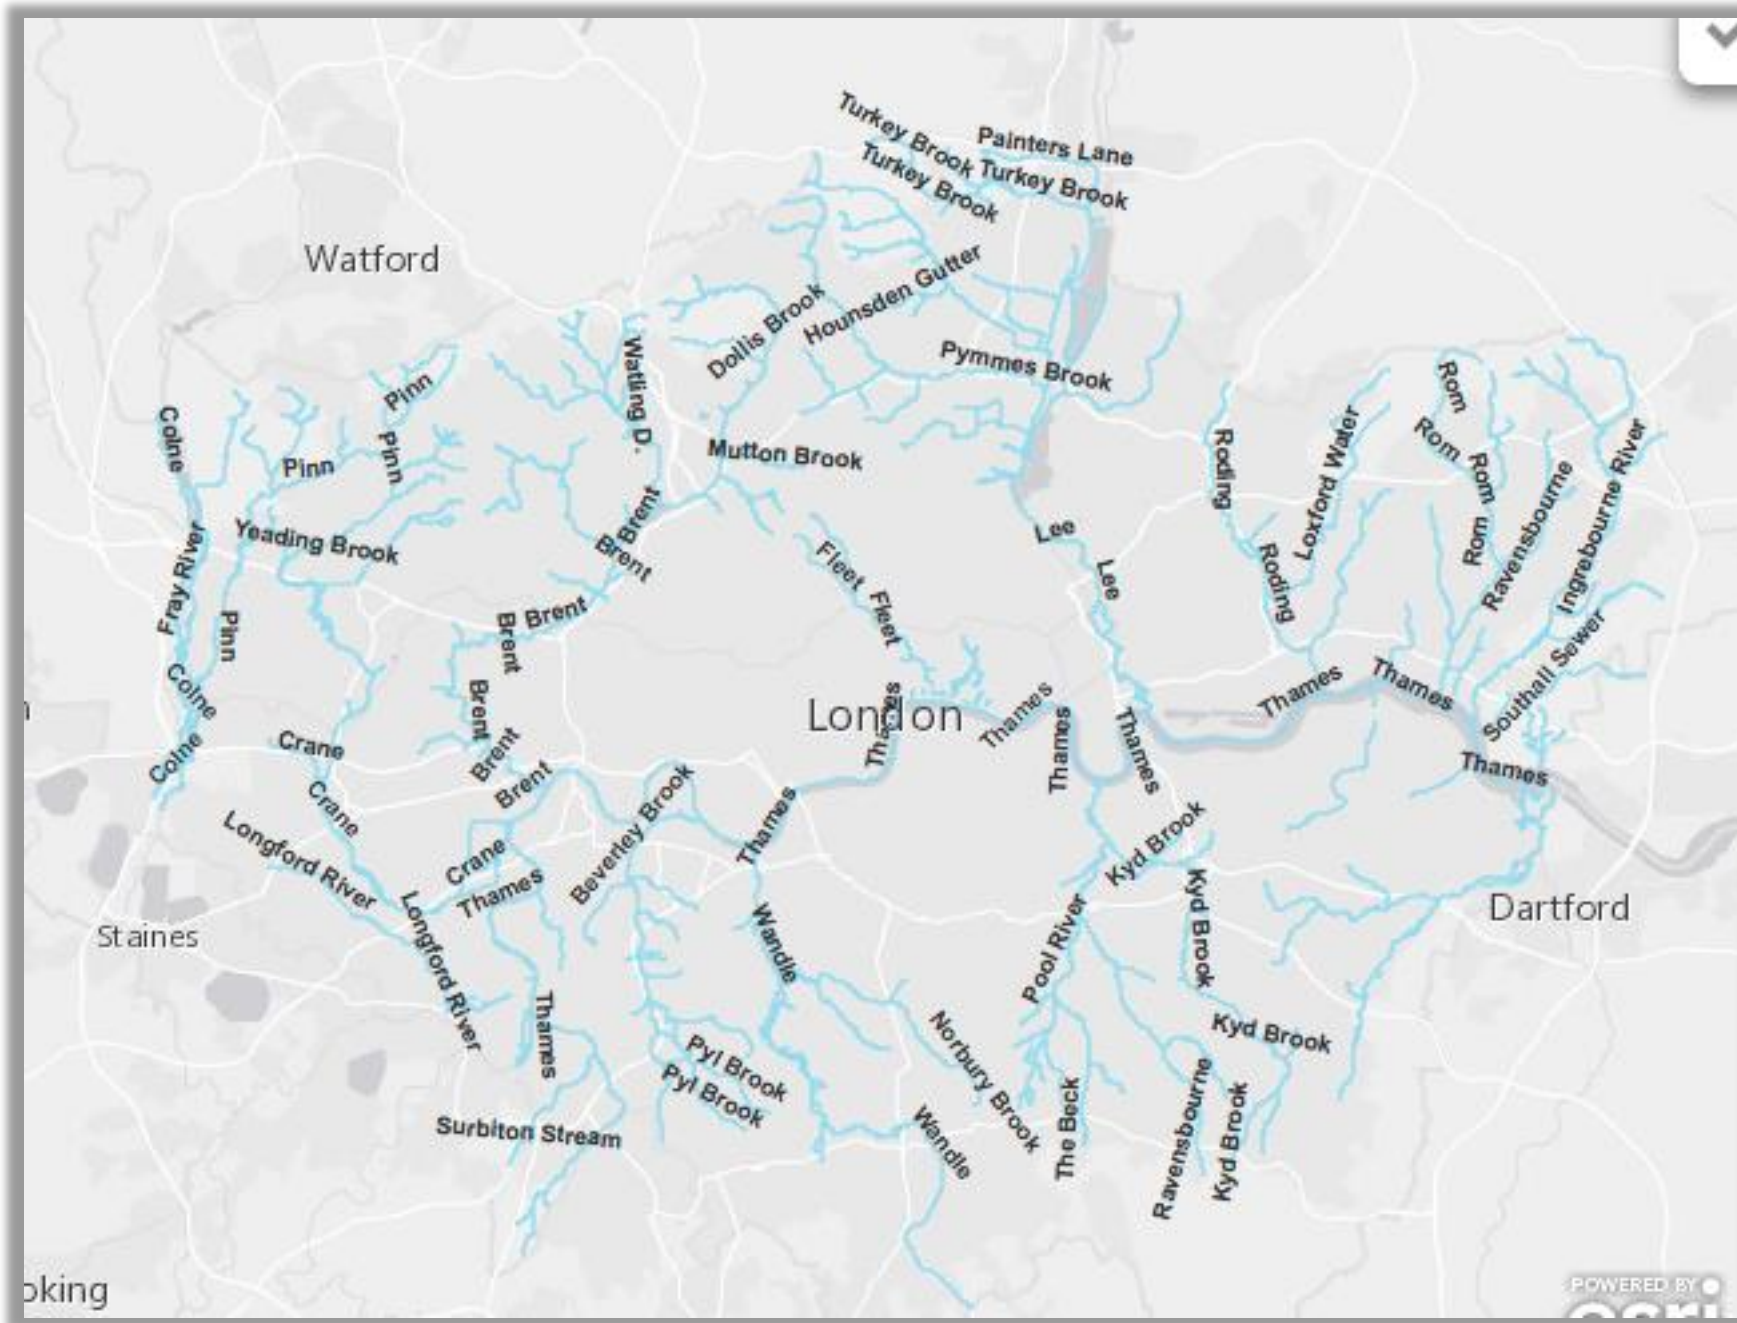 Turkey Brook
Painters Lane
Turkey Brook
Turkey Brook
Watford
Hounsden Gutter
Dollis Brook
Watling D.
Pymmes Brook
Pinn
Rom
Colne
Pinn
Pinn
Mutton Brook
Roding
Loxford Water
Rom
Rom
Ingrebourne River
Brent
Yeading Brook
Brent
Fleet
Lee
Rom
Ravensbourne
Fray River
Lee
Roding
Fleet
Brent
Brent
Pinn
Southall Sewer
Colne
Brent
Thames
London
Thames
Thames
Thames
Thames
Thames
Colne
Crane
Brent
Brent
Thames
Crane
Beverley Brook
Thames
Longford River
Crane
Thames
Kyd Brook
Kyd Brook
Staines
Longford River
Wandle
Pool River
Dartford
Thames
Norbury Brook
Kyd Brook
Pyl Brook
Pyl Brook
Surbiton Stream
Wandle
The Beck
Ravensbourne
Kyd Brook
oking
POWERED BY
esri